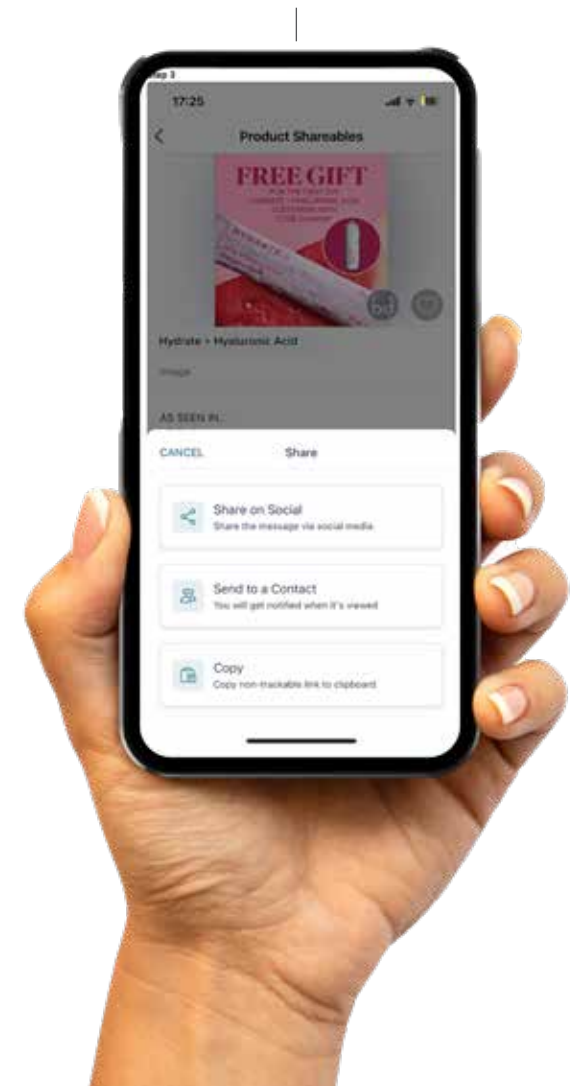 Step 3
17:25
Product Shareables
FREE GIFT
Hydrate + Hyaluronic Acid
Image
AS SEEN IN...
CANCEL
Share
Share on Social
Share the message via social media
Send to a Contact
You will get notified when it's viewed
Copy
Copy non-trackable link to clipboard